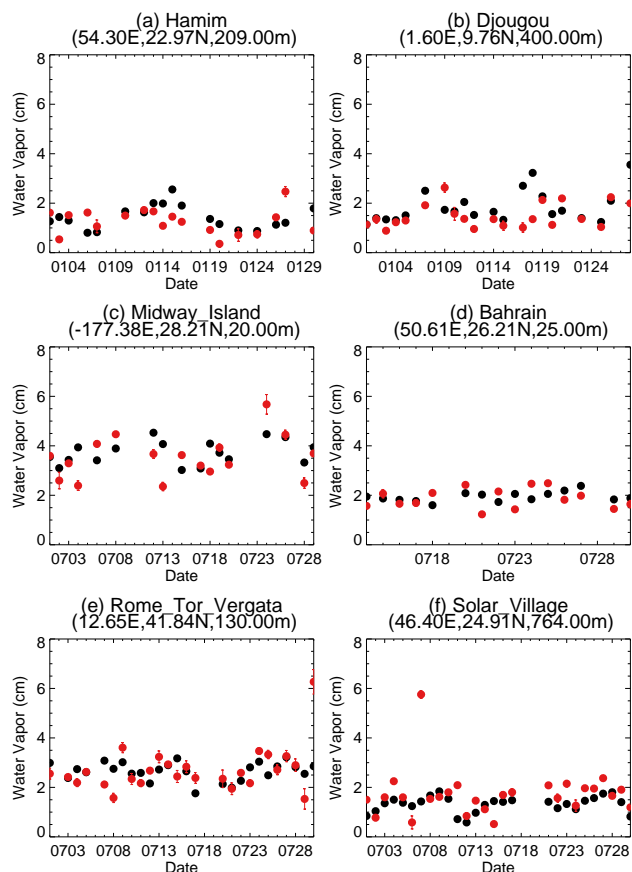 (a) Hamim
(54.30E,22.97N,209.00m)
8
6
4
2
0
Water Vapor (cm)
0104 0109 0114 0119 0124 0129
Date
(b) Djougou
(1.60E,9.76N,400.00m)
8
6
4
2
0
Water Vapor (cm)
0104 0109 0114 0119 0124
Date
(c) Midway_Island
(-177.38E,28.21N,20.00m)
8
6
4
2
0
Water Vapor (cm)
0703 0708 0713 0718 0723 0728
Date
(d) Bahrain
(50.61E,26.21N,25.00m)
8
6
4
2
0
Water Vapor (cm)
0718 0723 0728
Date
(e) Rome_Tor_Vergata
(12.65E,41.84N,130.00m)
8
6
4
2
0
Water Vapor (cm)
0703 0708 0713 0718 0723 0728
Date
(f) Solar_Village
(46.40E,24.91N,764.00m)
8
6
4
2
0
Water Vapor (cm)
0703 0708 0713 0718 0723 0728
Date